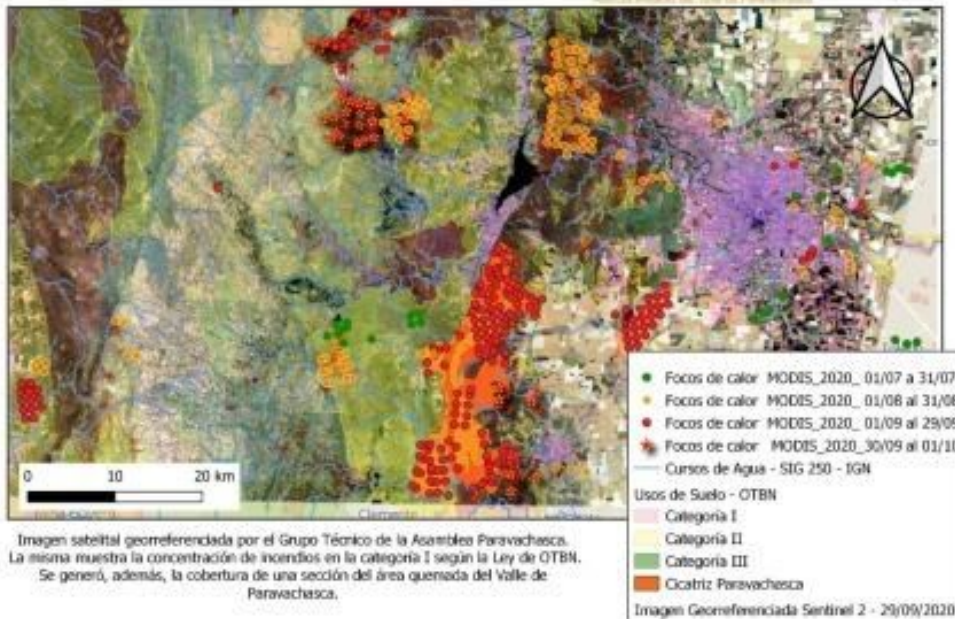 Focos de calor MODIS_2020_ 01/07 a 31/07
Focos de calor MODIS_2020_ 01/08 al 31/08
Focos de calor MODIS_2020_ 01/09 al 29/09
Focos de calor MODIS_2020_30/09 al 01/10
Cursos de Agua - SIG 250 - IGN
Usos de Suelo - OTBN
Categoría I
Categoría II
Categoría III
Cicatriz Paravachasca
Imagen Georreferenciada Sentinel 2 - 29/09/2020
0 10 20 km
Clemente
Imagen satelital georreferenciada por el Grupo Técnico de la Asamblea Paravachasca.
La misma muestra la concentración de incendios en la categoría I según la Ley de OTBN.
Se generó, además, la cobertura de una sección del área quemada del Valle de
Paravachasca.